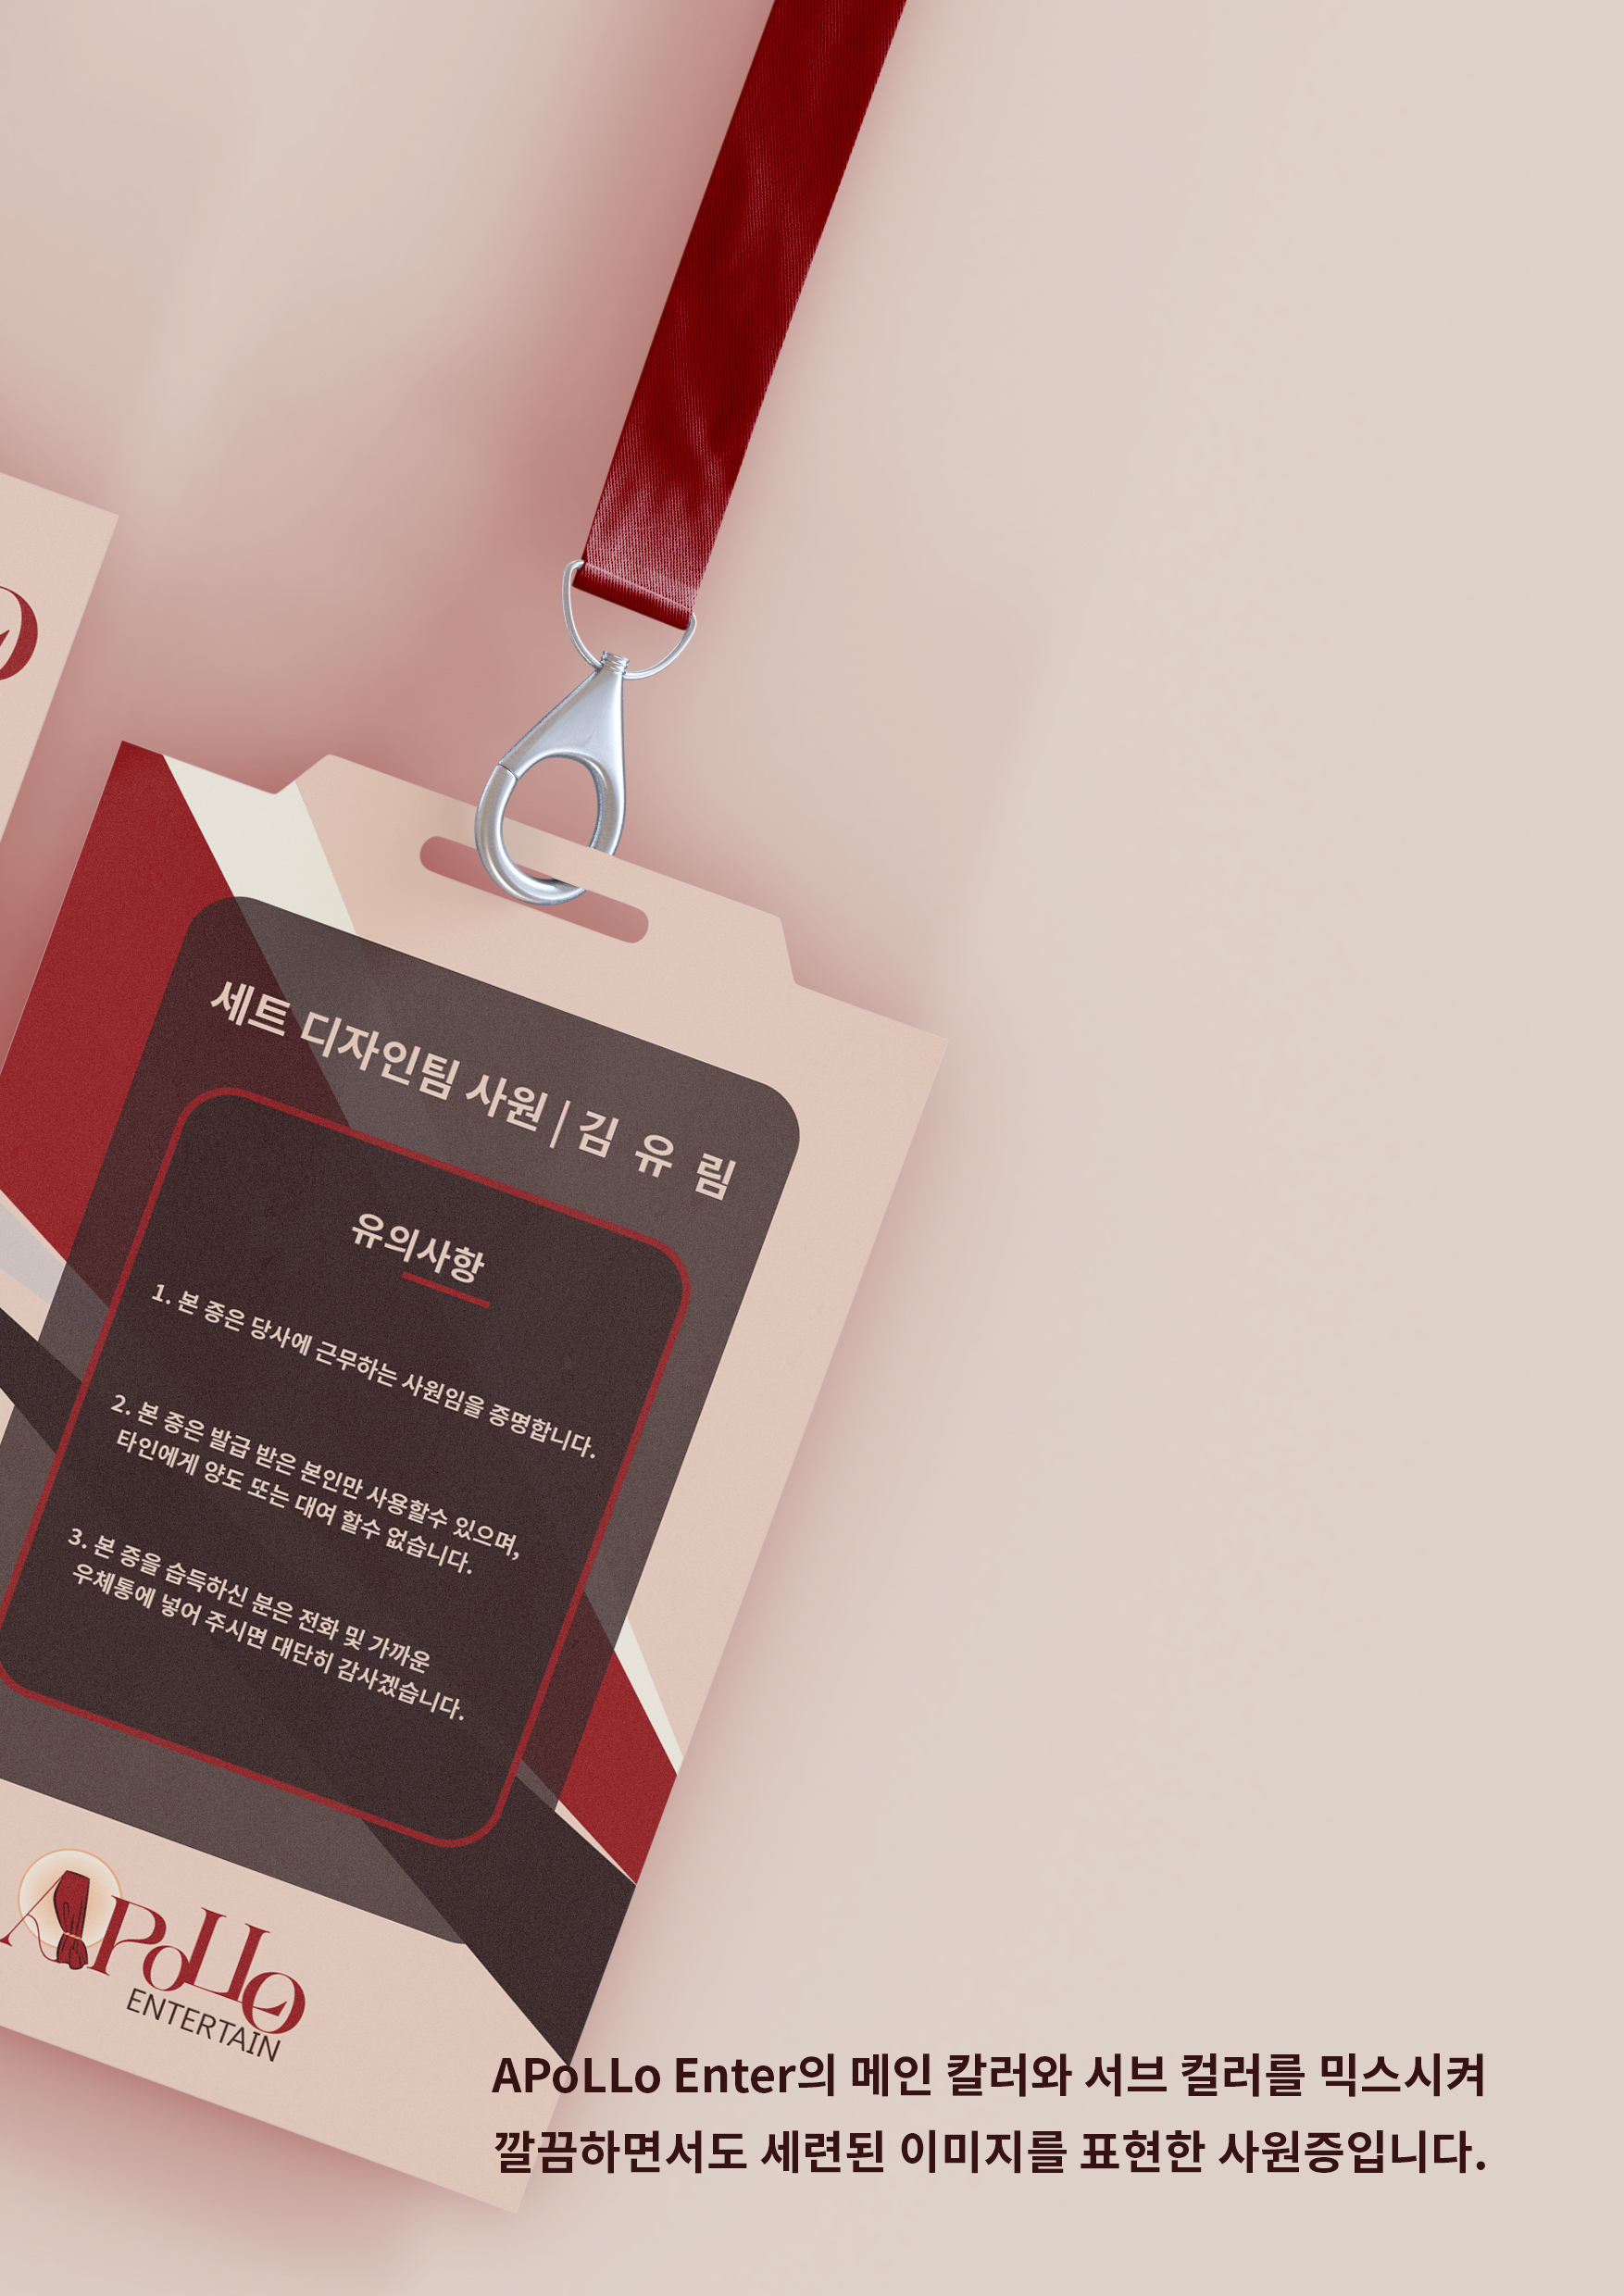 세트 디자인팀 사원 | 김 유 림
유의사항
1. 본 증은 당사에 근무하는 사원임을 증명합니다.
2. 본 증은 발급 받은 본인만 사용할수 있으며,
타인에게 양도 또는 대여 할수 없습니다.
3. 본 증을 습득하신 분은 전화 및 가까운
우체통에 넣어 주시면 대단히 감사겠습니다.
APoLLo
ENTERTAIN
APoLLo Enter의 메인 칼러와 서브 컬러를 믹스시켜
깔끔하면서도 세련된 이미지를 표현한 사원증입니다.